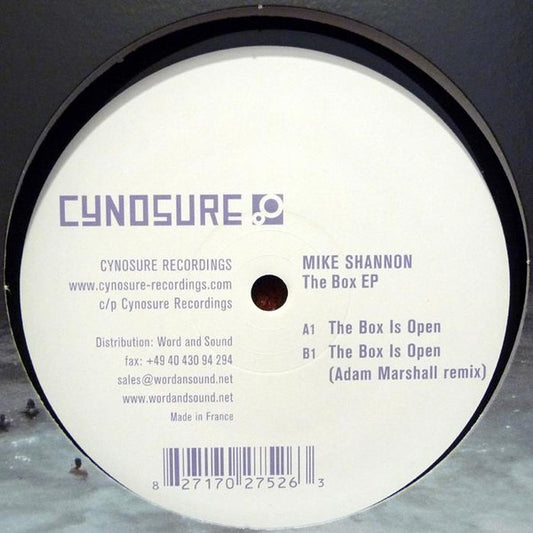 CYNOSURE
CYNOSURE RECORDINGS
www.cynosure-recordings.com
c/p Cynosure Recordings
Distribution: Word and Sound
fax: +49 40 430 94 294
sales@wordandsound.net
www.wordandsound.net
Made in France
MIKE SHANNON
The Box EP
A1 The Box Is Open
B1 The Box Is Open
(Adam Marshall remix)
8 27170 27526 3